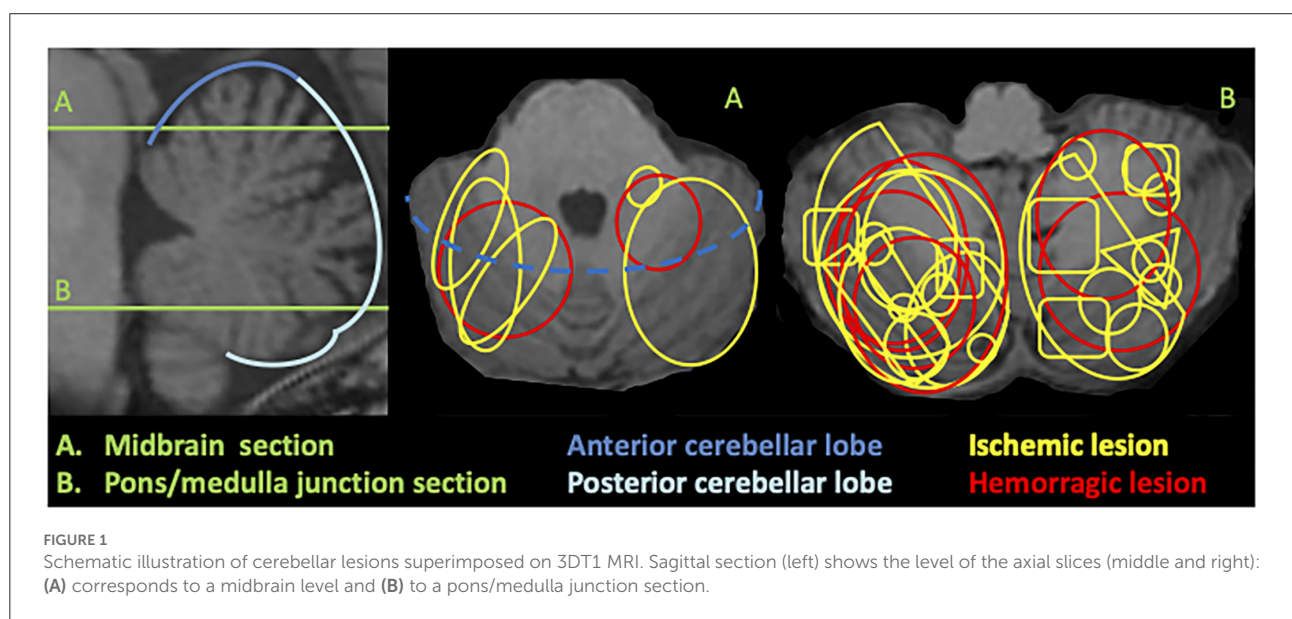 A
B
A
B
A. Midbrain section
Anterior cerebellar lobe
Ischemic lesion
B. Pons/medulla junction section
Posterior cerebellar lobe
Hemorragic lesion
FIGURE 1
Schematic illustration of cerebellar lesions superimposed on 3DT1 MRI. Sagittal section (left) shows the level of the axial slices (middle and right):
(A) corresponds to a midbrain level and (B) to a pons/medulla junction section.